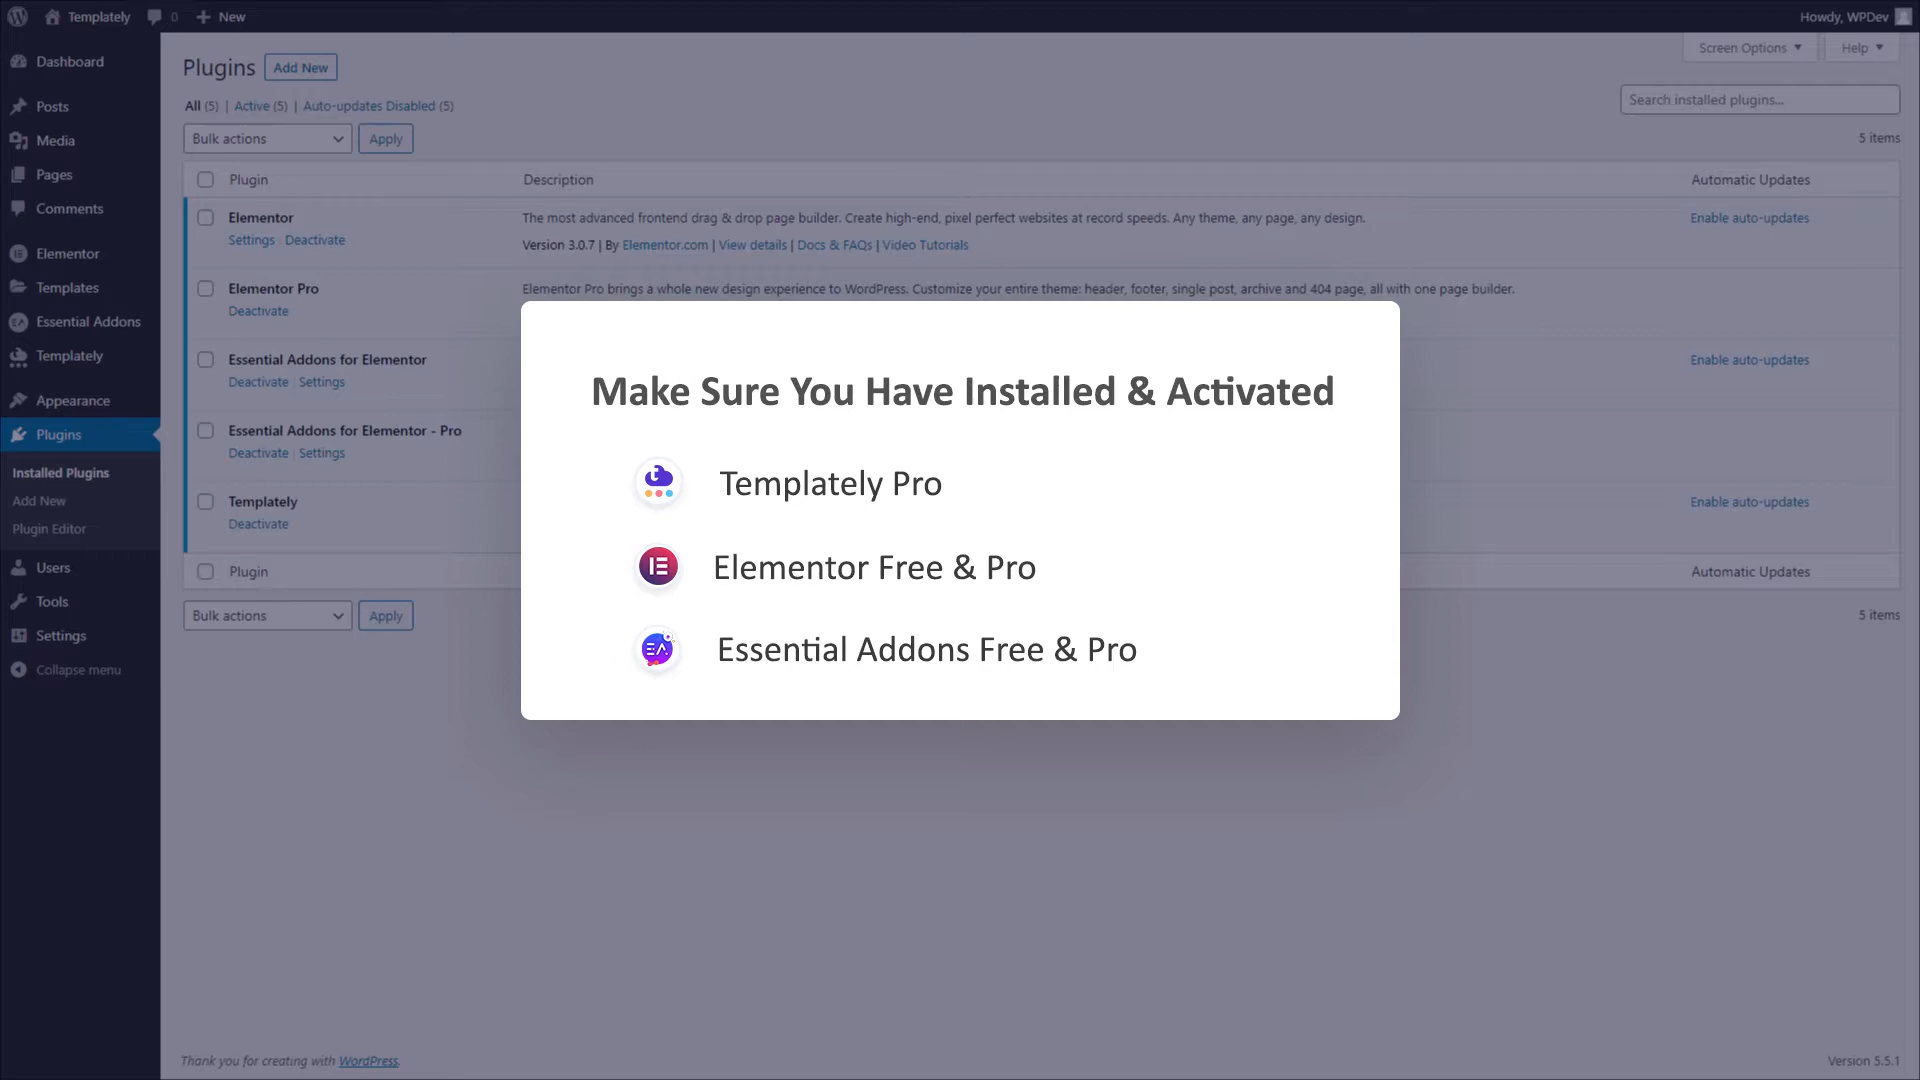 Templately 0 New Howdy, WPDev
Dashboard
Posts
Media
Pages
Comments
Elementor
Templates
Essential Addons
Templately
Appearance
Plugins
Installed Plugins
Add New
Plugin Editor
Users
Tools
Settings
Collapse menu
Screen Options Help
Plugins Add New
All (5) | Active (5) | Auto-updates Disabled (5)
Search installed plugins...
Bulk actions Apply 5 items
Plugin Description Automatic Updates
Elementor The most advanced frontend drag & drop page builder. Create high-end, pixel perfect websites at record speeds. Any theme, any page, any design. Enable auto-updates
Settings | Deactivate Version 3.0.7 | By Elementor.com | View details | Docs & FAQs | Video Tutorials
Elementor Pro Elementor Pro brings a whole new design experience to WordPress. Customize your entire theme: header, footer, single post, archive and 404 page, all with one page builder.
Deactivate
Essential Addons for Elementor Enable auto-updates
Deactivate | Settings
Essential Addons for Elementor - Pro
Deactivate | Settings
Templately Enable auto-updates
Deactivate
Plugin Automatic Updates
Bulk actions Apply 5 items
Make Sure You Have Installed & Activated
Templately Pro
Elementor Free & Pro
Essential Addons Free & Pro
Thank you for creating with WordPress. Version 5.5.1